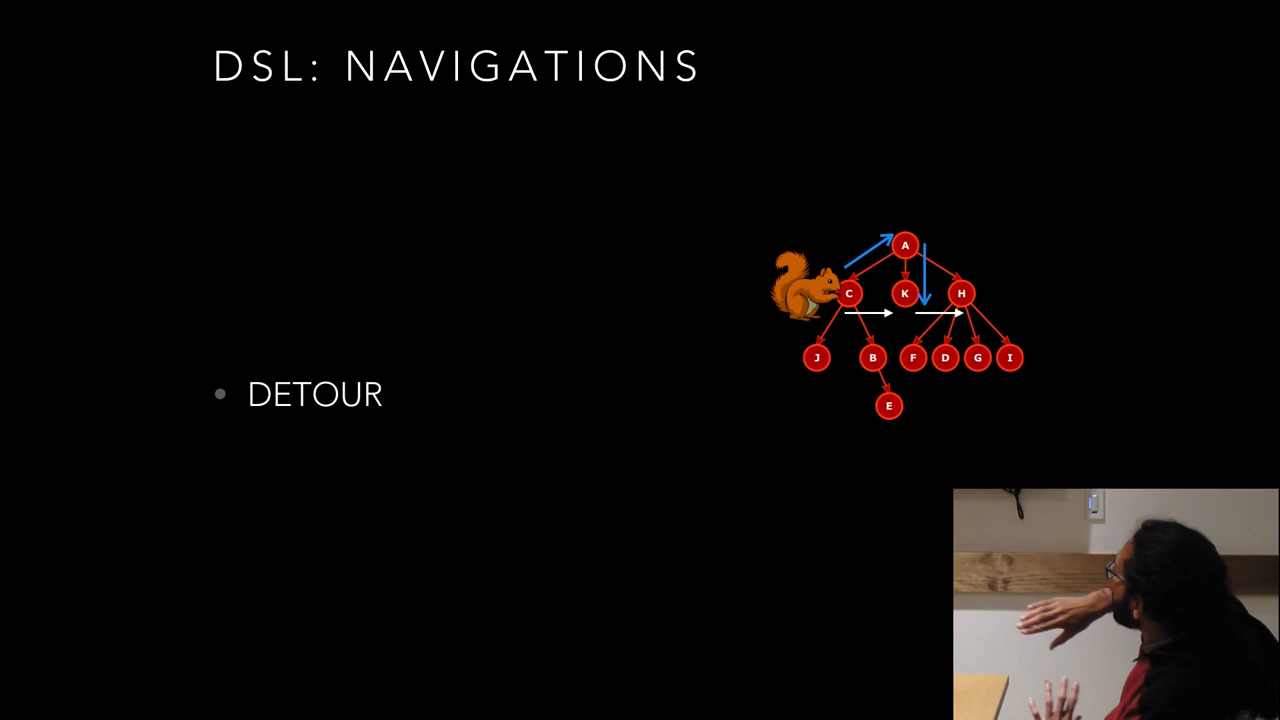 DSL: NAVIGATIONS
A
C K H
J B F D G I
DETOUR
E